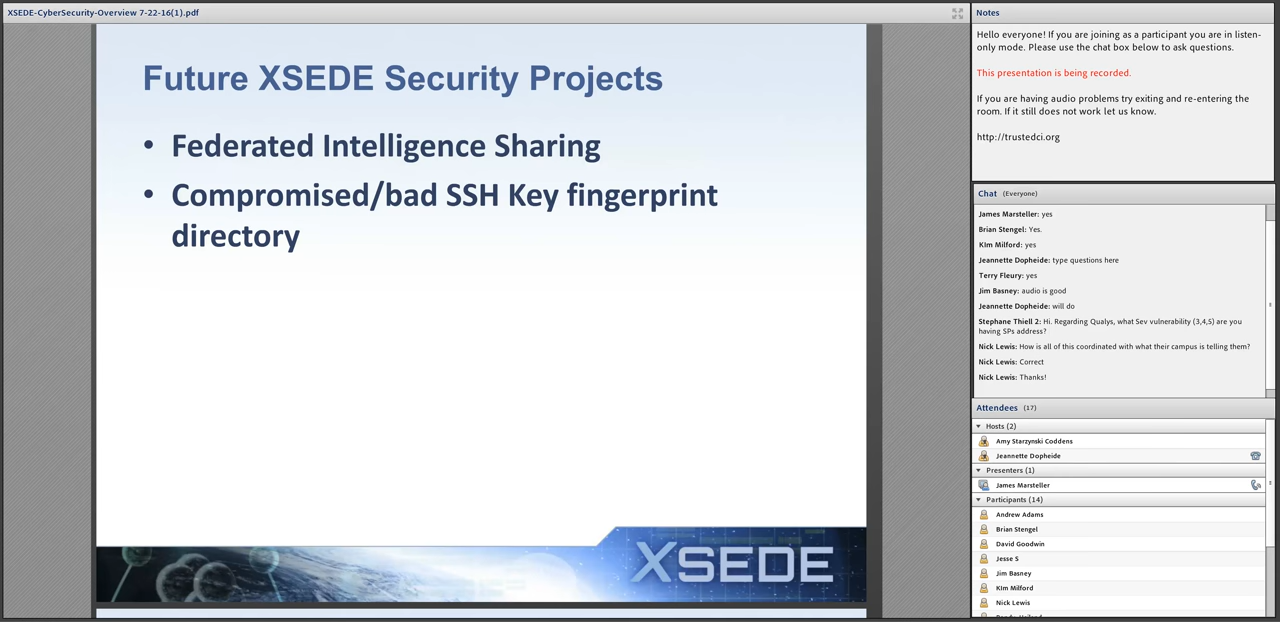 XSEDE-CyberSecurity-Overview 7-22-16(1).pdf
Future XSEDE Security Projects
• Federated Intelligence Sharing
• Compromised/bad SSH Key fingerprint
directory
XSEDE
Notes
Hello everyone! If you are joining as a participant you are in listen-
only mode. Please use the chat box below to ask questions.
This presentation is being recorded.
If you are having audio problems try exiting and re-entering the
room. If it still does not work let us know.
http://trustedci.org
Chat (Everyone)
James Marsteller: yes
Brian Stengel: Yes.
KIm Milford: yes
Jeannette Dopheide: type questions here
Terry Fleury: yes
Jim Basney: audio is good
Jeannette Dopheide: will do
Stephane Thiell 2: Hi. Regarding Qualys, what Sev vulnerability (3,4,5) are you
having SPs address?
Nick Lewis: How is all of this coordinated with what their campus is telling them?
Nick Lewis: Correct
Nick Lewis: Thanks!
Attendees (17)
Hosts (2)
Amy Starzynski Coddens
Jeannette Dopheide
Presenters (1)
James Marsteller
Participants (14)
Andrew Adams
Brian Stengel
David Goodwin
Jesse S
Jim Basney
KIm Milford
Nick Lewis